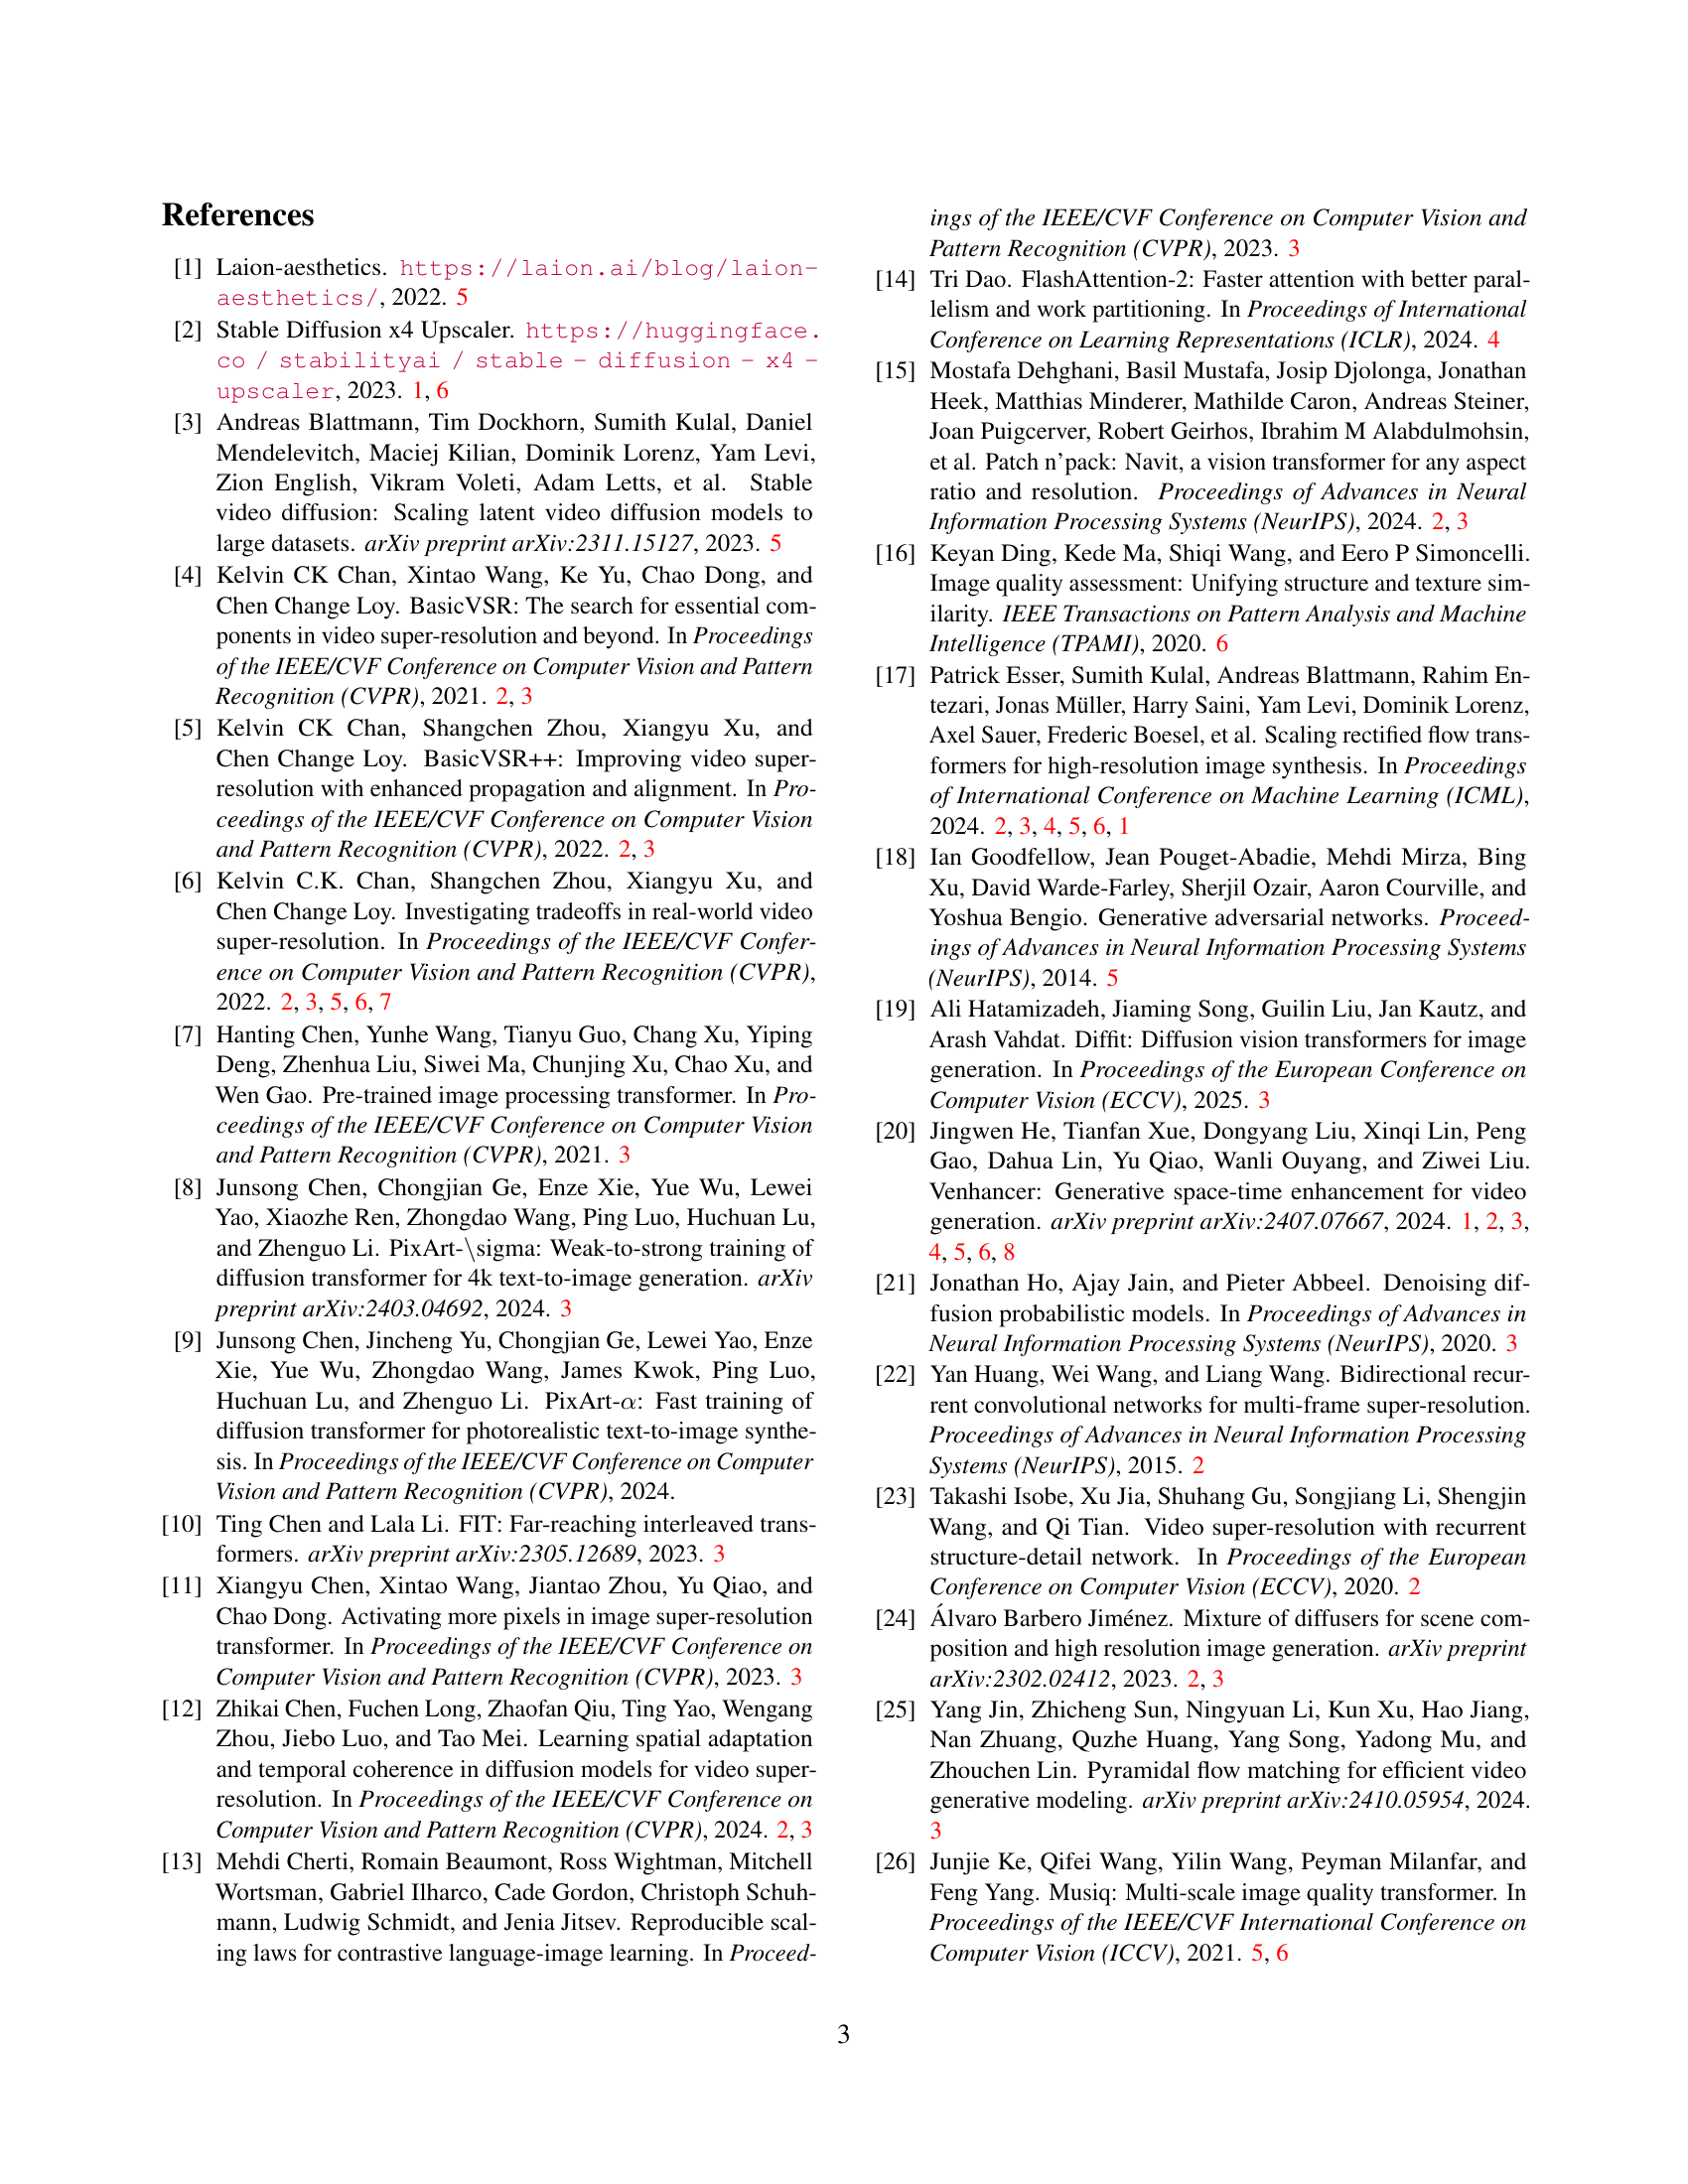 References
[1] Laion-aesthetics. https://laion.ai/blog/laion-
aesthetics/, 2022. 5
[2] Stable Diffusion x4 Upscaler. https://huggingface.
co / stabilityai / stable - diffusion - x4 -
upscaler, 2023. 1, 6
[3] Andreas Blattmann, Tim Dockhorn, Sumith Kulal, Daniel
Mendelevitch, Maciej Kilian, Dominik Lorenz, Yam Levi,
Zion English, Vikram Voleti, Adam Letts, et al. Stable
video diffusion: Scaling latent video diffusion models to
large datasets. arXiv preprint arXiv:2311.15127, 2023. 5
[4] Kelvin CK Chan, Xintao Wang, Ke Yu, Chao Dong, and
Chen Change Loy. BasicVSR: The search for essential com-
ponents in video super-resolution and beyond. In Proceedings
of the IEEE/CVF Conference on Computer Vision and Pattern
Recognition (CVPR), 2021. 2, 3
[5] Kelvin CK Chan, Shangchen Zhou, Xiangyu Xu, and
Chen Change Loy. BasicVSR++: Improving video super-
resolution with enhanced propagation and alignment. In Pro-
ceedings of the IEEE/CVF Conference on Computer Vision
and Pattern Recognition (CVPR), 2022. 2, 3
[6] Kelvin C.K. Chan, Shangchen Zhou, Xiangyu Xu, and
Chen Change Loy. Investigating tradeoffs in real-world video
super-resolution. In Proceedings of the IEEE/CVF Confer-
ence on Computer Vision and Pattern Recognition (CVPR),
2022. 2, 3, 5, 6, 7
[7] Hanting Chen, Yunhe Wang, Tianyu Guo, Chang Xu, Yiping
Deng, Zhenhua Liu, Siwei Ma, Chunjing Xu, Chao Xu, and
Wen Gao. Pre-trained image processing transformer. In Pro-
ceedings of the IEEE/CVF Conference on Computer Vision
and Pattern Recognition (CVPR), 2021. 3
[8] Junsong Chen, Chongjian Ge, Enze Xie, Yue Wu, Lewei
Yao, Xiaozhe Ren, Zhongdao Wang, Ping Luo, Huchuan Lu,
and Zhenguo Li. PixArt-\sigma: Weak-to-strong training of
diffusion transformer for 4k text-to-image generation. arXiv
preprint arXiv:2403.04692, 2024. 3
[9] Junsong Chen, Jincheng Yu, Chongjian Ge, Lewei Yao, Enze
Xie, Yue Wu, Zhongdao Wang, James Kwok, Ping Luo,
Huchuan Lu, and Zhenguo Li. PixArt-α: Fast training of
diffusion transformer for photorealistic text-to-image synthe-
sis. In Proceedings of the IEEE/CVF Conference on Computer
Vision and Pattern Recognition (CVPR), 2024.
[10] Ting Chen and Lala Li. FIT: Far-reaching interleaved trans-
formers. arXiv preprint arXiv:2305.12689, 2023. 3
[11] Xiangyu Chen, Xintao Wang, Jiantao Zhou, Yu Qiao, and
Chao Dong. Activating more pixels in image super-resolution
transformer. In Proceedings of the IEEE/CVF Conference on
Computer Vision and Pattern Recognition (CVPR), 2023. 3
[12] Zhikai Chen, Fuchen Long, Zhaofan Qiu, Ting Yao, Wengang
Zhou, Jiebo Luo, and Tao Mei. Learning spatial adaptation
and temporal coherence in diffusion models for video super-
resolution. In Proceedings of the IEEE/CVF Conference on
Computer Vision and Pattern Recognition (CVPR), 2024. 2, 3
[13] Mehdi Cherti, Romain Beaumont, Ross Wightman, Mitchell
Wortsman, Gabriel Ilharco, Cade Gordon, Christoph Schuh-
mann, Ludwig Schmidt, and Jenia Jitsev. Reproducible scal-
ing laws for contrastive language-image learning. In Proceed-
ings of the IEEE/CVF Conference on Computer Vision and
Pattern Recognition (CVPR), 2023. 3
[14] Tri Dao. FlashAttention-2: Faster attention with better paral-
lelism and work partitioning. In Proceedings of International
Conference on Learning Representations (ICLR), 2024. 4
[15] Mostafa Dehghani, Basil Mustafa, Josip Djolonga, Jonathan
Heek, Matthias Minderer, Mathilde Caron, Andreas Steiner,
Joan Puigcerver, Robert Geirhos, Ibrahim M Alabdulmohsin,
et al. Patch n'pack: Navit, a vision transformer for any aspect
ratio and resolution. Proceedings of Advances in Neural
Information Processing Systems (NeurIPS), 2024. 2, 3
[16] Keyan Ding, Kede Ma, Shiqi Wang, and Eero P Simoncelli.
Image quality assessment: Unifying structure and texture sim-
ilarity. IEEE Transactions on Pattern Analysis and Machine
Intelligence (TPAMI), 2020. 6
[17] Patrick Esser, Sumith Kulal, Andreas Blattmann, Rahim En-
tezari, Jonas Müller, Harry Saini, Yam Levi, Dominik Lorenz,
Axel Sauer, Frederic Boesel, et al. Scaling rectified flow trans-
formers for high-resolution image synthesis. In Proceedings
of International Conference on Machine Learning (ICML),
2024. 2, 3, 4, 5, 6, 1
[18] Ian Goodfellow, Jean Pouget-Abadie, Mehdi Mirza, Bing
Xu, David Warde-Farley, Sherjil Ozair, Aaron Courville, and
Yoshua Bengio. Generative adversarial networks. Proceed-
ings of Advances in Neural Information Processing Systems
(NeurIPS), 2014. 5
[19] Ali Hatamizadeh, Jiaming Song, Guilin Liu, Jan Kautz, and
Arash Vahdat. Diffit: Diffusion vision transformers for image
generation. In Proceedings of the European Conference on
Computer Vision (ECCV), 2025. 3
[20] Jingwen He, Tianfan Xue, Dongyang Liu, Xinqi Lin, Peng
Gao, Dahua Lin, Yu Qiao, Wanli Ouyang, and Ziwei Liu.
Venhancer: Generative space-time enhancement for video
generation. arXiv preprint arXiv:2407.07667, 2024. 1, 2, 3,
4, 5, 6, 8
[21] Jonathan Ho, Ajay Jain, and Pieter Abbeel. Denoising dif-
fusion probabilistic models. In Proceedings of Advances in
Neural Information Processing Systems (NeurIPS), 2020. 3
[22] Yan Huang, Wei Wang, and Liang Wang. Bidirectional recur-
rent convolutional networks for multi-frame super-resolution.
Proceedings of Advances in Neural Information Processing
Systems (NeurIPS), 2015. 2
[23] Takashi Isobe, Xu Jia, Shuhang Gu, Songjiang Li, Shengjin
Wang, and Qi Tian. Video super-resolution with recurrent
structure-detail network. In Proceedings of the European
Conference on Computer Vision (ECCV), 2020. 2
[24] Álvaro Barbero Jiménez. Mixture of diffusers for scene com-
position and high resolution image generation. arXiv preprint
arXiv:2302.02412, 2023. 2, 3
[25] Yang Jin, Zhicheng Sun, Ningyuan Li, Kun Xu, Hao Jiang,
Nan Zhuang, Quzhe Huang, Yang Song, Yadong Mu, and
Zhouchen Lin. Pyramidal flow matching for efficient video
generative modeling. arXiv preprint arXiv:2410.05954, 2024.
3
[26] Junjie Ke, Qifei Wang, Yilin Wang, Peyman Milanfar, and
Feng Yang. Musiq: Multi-scale image quality transformer. In
Proceedings of the IEEE/CVF International Conference on
Computer Vision (ICCV), 2021. 5, 6
3